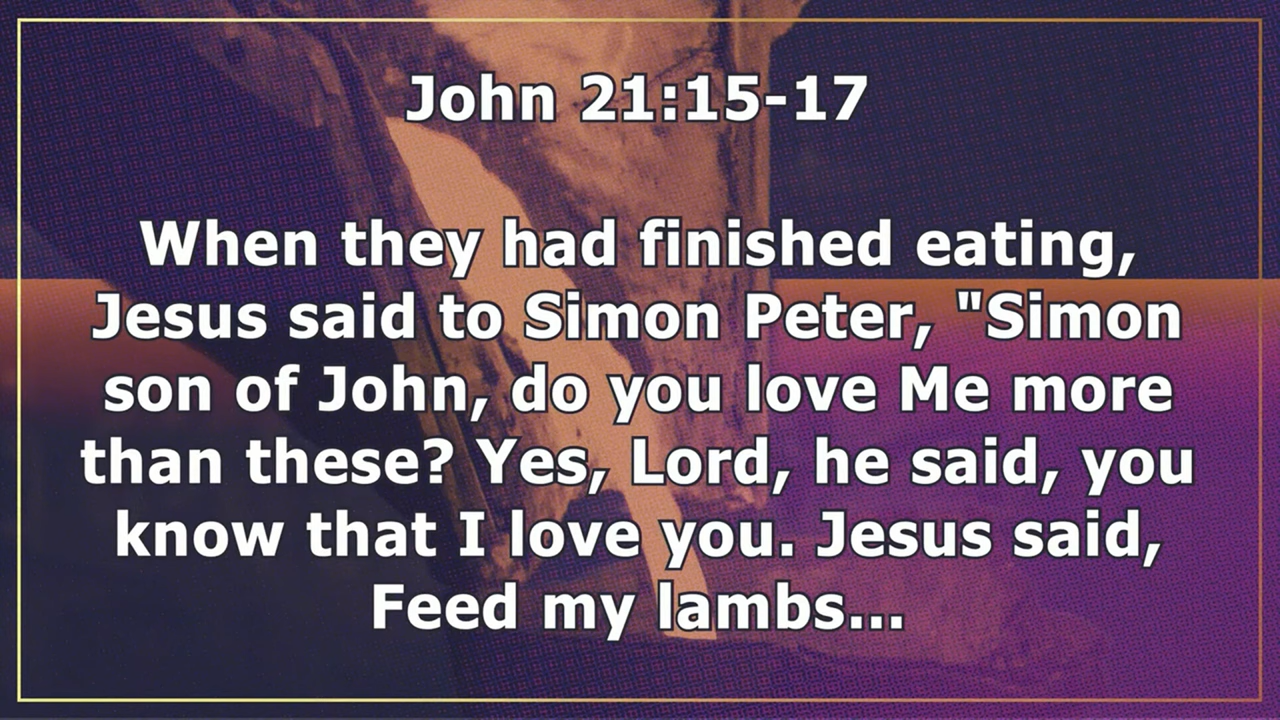 John 21:15-17
When they had finished eating,
Jesus said to Simon Peter, "Simon
son of John, do you love Me more
than these? Yes, Lord, he said, you
know that I love you. Jesus said,
Feed my lambs...